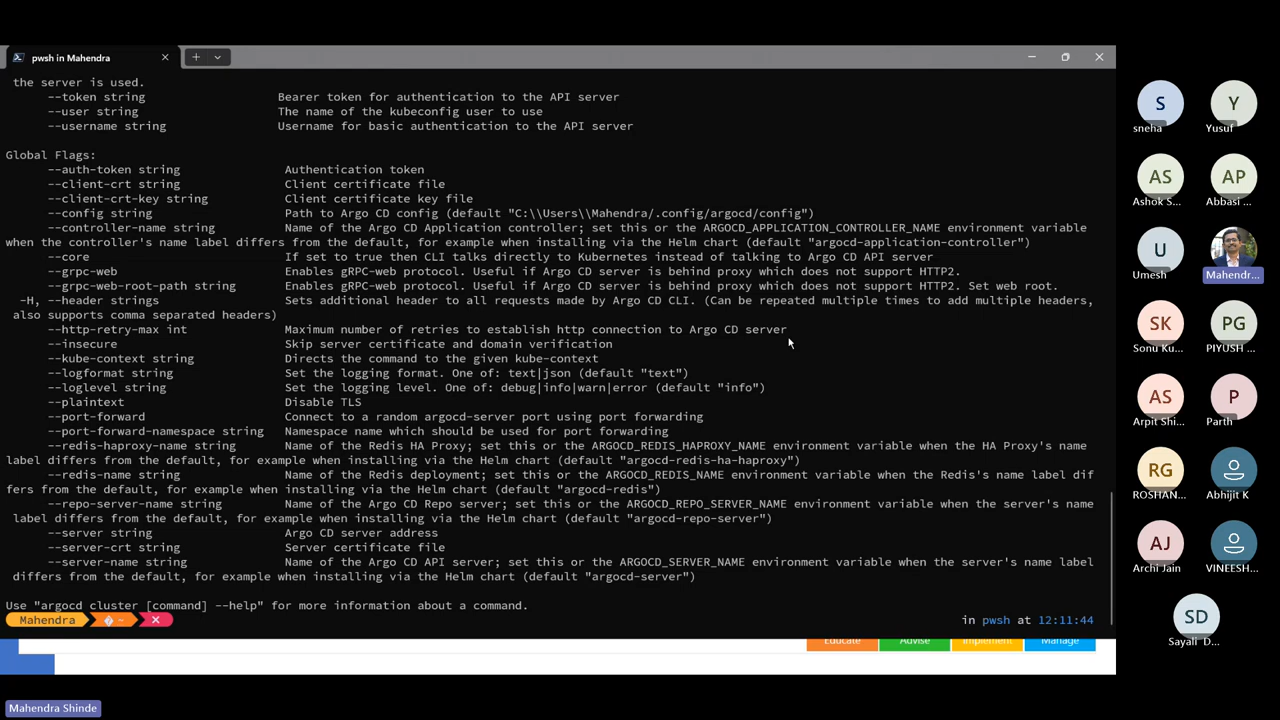 pwsh in Mahendra
the server is used.
--token string Bearer token for authentication to the API server
--user string The name of the kubeconfig user to use
--username string Username for basic authentication to the API server
Global Flags:
--auth-token string Authentication token
--client-crt string Client certificate file
--client-crt-key string Client certificate key file
--config string Path to Argo CD config (default "C:\\Users\\Mahendra/.config/argocd/config")
--controller-name string Name of the Argo CD Application controller; set this or the ARGOCD_APPLICATION_CONTROLLER_NAME environment variable
when the controller's name label differs from the default, for example when installing via the Helm chart (default "argocd-application-controller")
--core If set to true then CLI talks directly to Kubernetes instead of talking to Argo CD API server
--grpc-web Enables gRPC-web protocol. Useful if Argo CD server is behind proxy which does not support HTTP2.
--grpc-web-root-path string Enables gRPC-web protocol. Useful if Argo CD server is behind proxy which does not support HTTP2. Set web root.
-H, --header strings Sets additional header to all requests made by Argo CD CLI. (Can be repeated multiple times to add multiple headers,
also supports comma separated headers)
--http-retry-max int Maximum number of retries to establish http connection to Argo CD server
--insecure Skip server certificate and domain verification
--kube-context string Directs the command to the given kube-context
--logformat string Set the logging format. One of: text|json (default "text")
--loglevel string Set the logging level. One of: debug|info|warn|error (default "info")
--plaintext Disable TLS
--port-forward Connect to a random argocd-server port using port forwarding
--port-forward-namespace string Namespace name which should be used for port forwarding
--redis-haproxy-name string Name of the Redis HA Proxy; set this or the ARGOCD_REDIS_HAPROXY_NAME environment variable when the HA Proxy's name
label differs from the default, for example when installing via the Helm chart (default "argocd-redis-ha-haproxy")
--redis-name string Name of the Redis deployment; set this or the ARGOCD_REDIS_NAME environment variable when the Redis's name label dif
fers from the default, for example when installing via the Helm chart (default "argocd-redis")
--repo-server-name string Name of the Argo CD Repo server; set this or the ARGOCD_REPO_SERVER_NAME environment variable when the server's name
label differs from the default, for example when installing via the Helm chart (default "argocd-repo-server")
--server string Argo CD server address
--server-crt string Server certificate file
--server-name string Name of the Argo CD API server; set this or the ARGOCD_SERVER_NAME environment variable when the server's name label
differs from the default, for example when installing via the Helm chart (default "argocd-server")
Use "argocd cluster [command] --help" for more information about a command.
Mahendra ~ in pwsh at 12:11:44
Educate Advise Implement Manage
Mahendra Shinde
S Y
sneha Yusuf
AS AP
Ashok S... Abbasi ...
U
Umesh Mahendr...
SK PG
Sonu Ku... PIYUSH ...
AS P
Arpit Shi... Parth
RG
ROSHAN... Abhijit K
AJ
Archi Jain VINEESH...
SD
Sayali D...